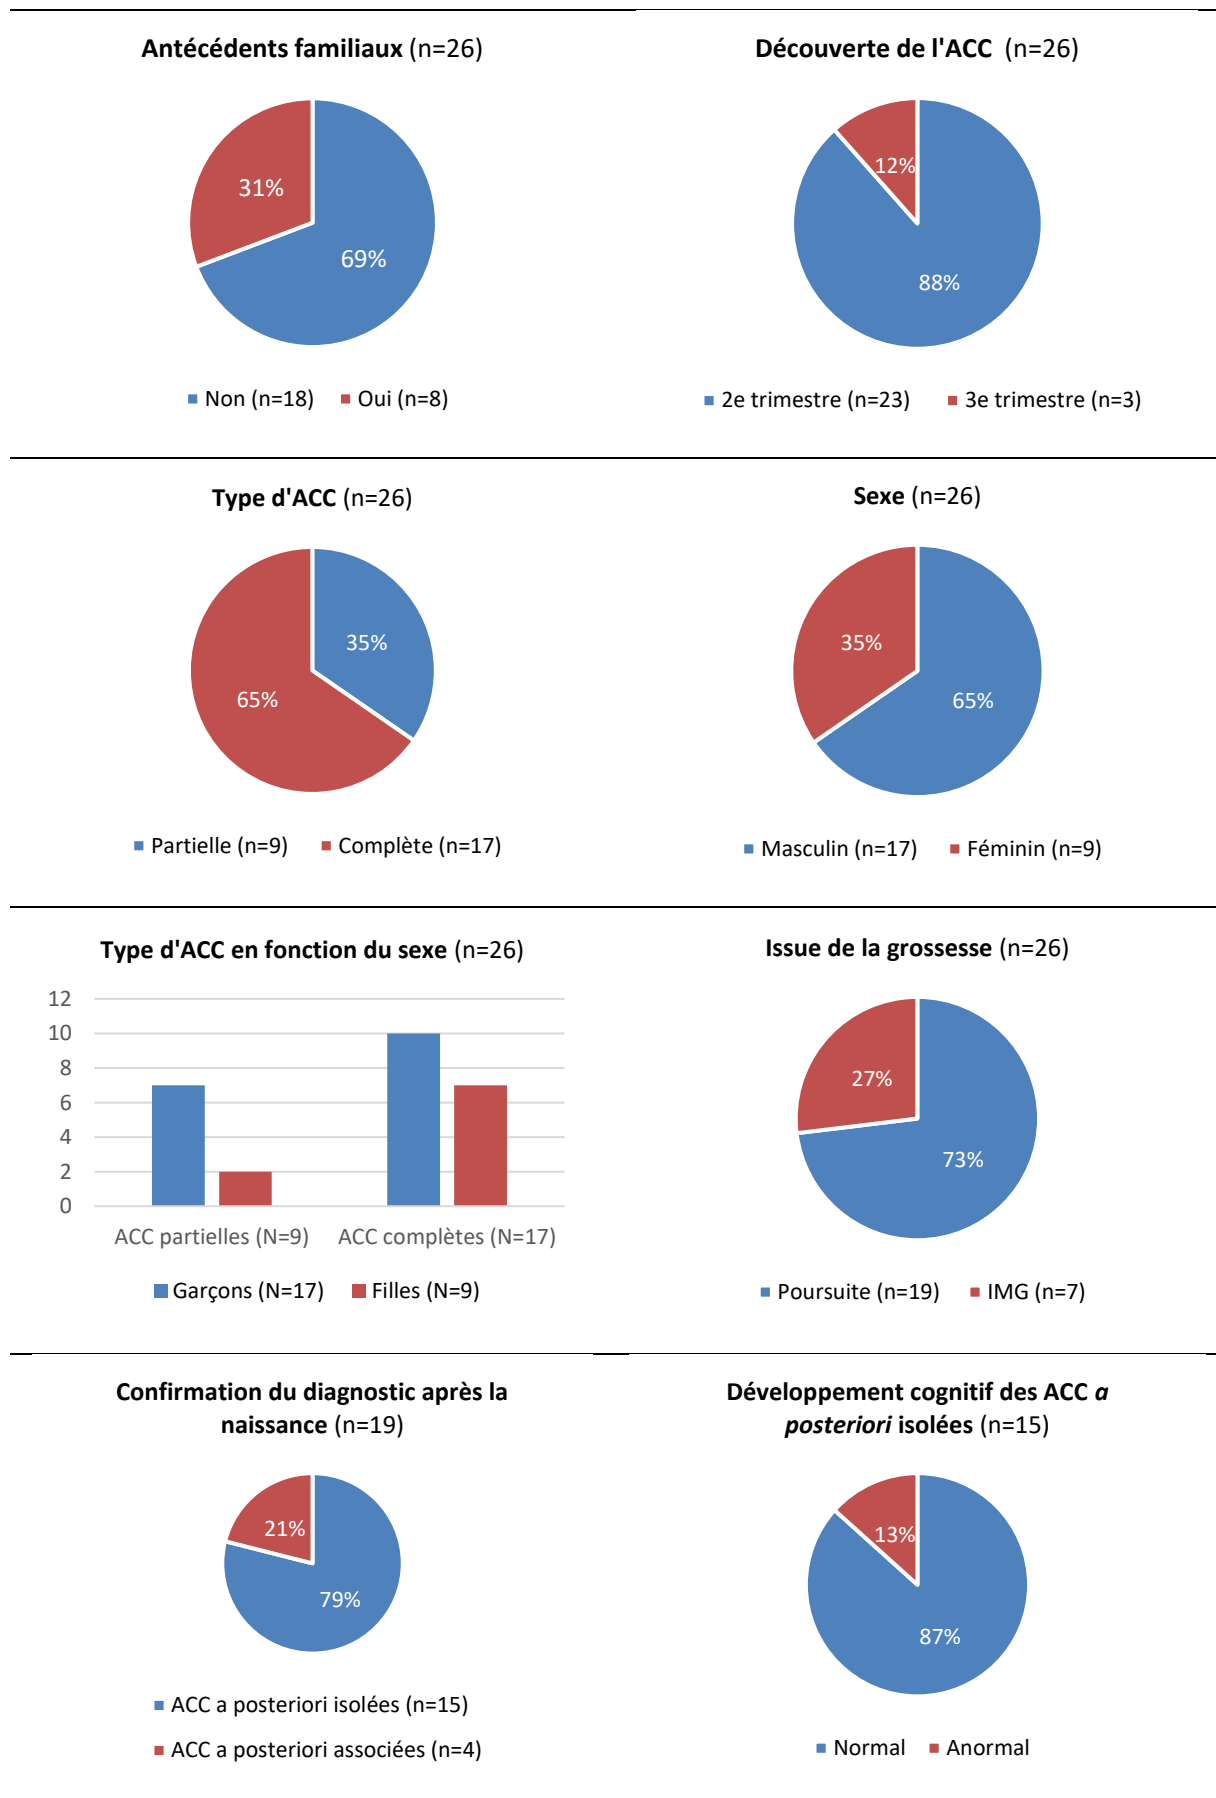 Antécédents familiaux (n=26)
31%
69%
Non (n=18) Oui (n=8)
Découverte de l'ACC (n=26)
12%
88%
2e trimestre (n=23) 3e trimestre (n=3)
Type d'ACC (n=26)
35%
65%
Partielle (n=9) Complète (n=17)
Sexe (n=26)
35%
65%
Masculin (n=17) Féminin (n=9)
Type d'ACC en fonction du sexe (n=26)
12
10
8
6
4
2
0
ACC partielles (N=9) ACC complètes (N=17)
Garçons (N=17) Filles (N=9)
Issue de la grossesse (n=26)
27%
73%
Poursuite (n=19) IMG (n=7)
Confirmation du diagnostic après la
naissance (n=19)
21%
79%
ACC a posteriori isolées (n=15)
ACC a posteriori associées (n=4)
Développement cognitif des ACC a
posteriori isolées (n=15)
13%
87%
Normal Anormal